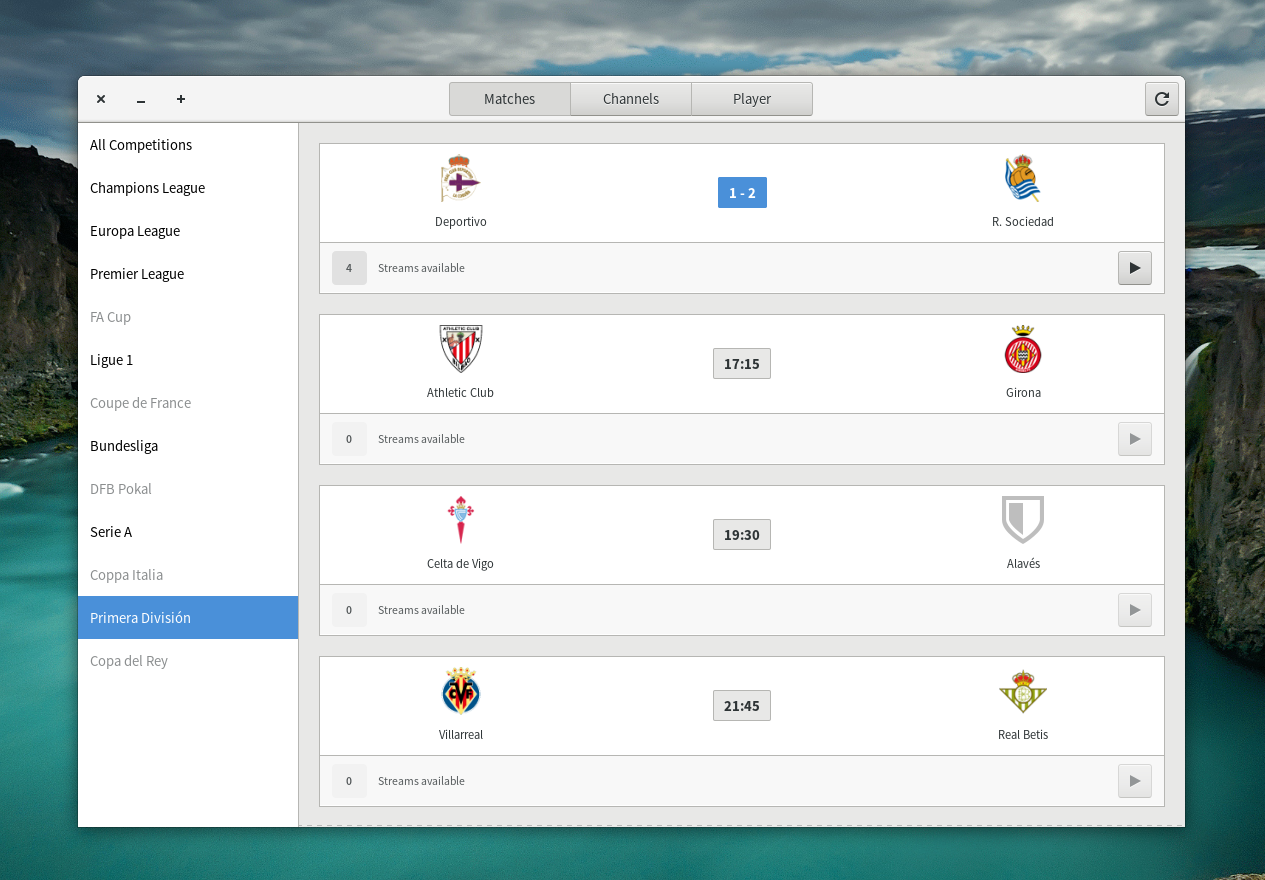 Matches
Channels
Player
All Competitions
Champions League
Europa League
Premier League
FA Cup
Ligue 1
Coupe de France
Bundesliga
DFB Pokal
Serie A
Coppa Italia
Primera División
Copa del Rey
1 - 2
Deportivo
R. Sociedad
4 Streams available
ATHLETIC CLUB
17:15
Athletic Club
Girona
0 Streams available
19:30
Celta de Vigo
Alavés
0 Streams available
21:45
Villarreal
Real Betis
0 Streams available